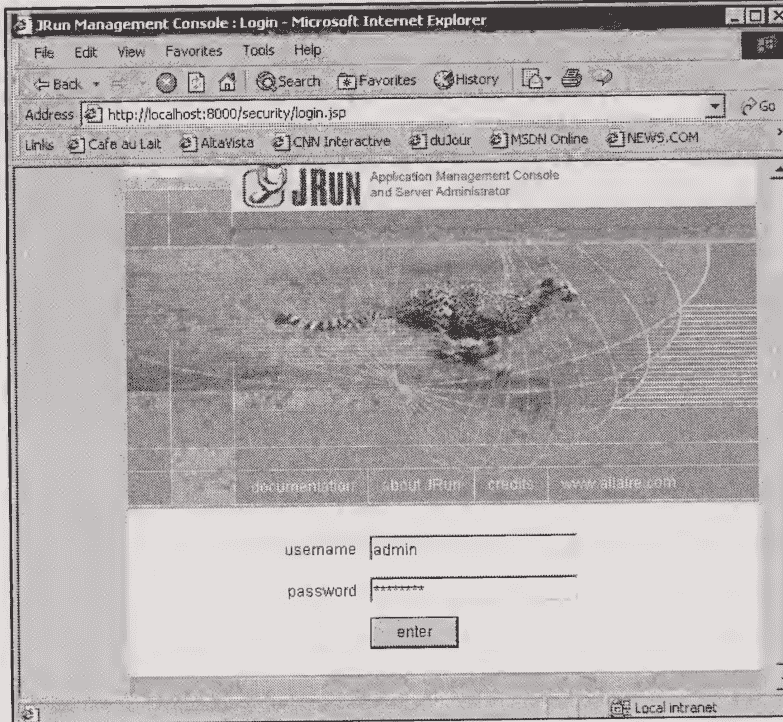 JRun Management Console : Login - Microsoft Internet Explorer
File Edit View Favorites Tools Help
Back Search Favorites History
Address http://localhost:8000/security/login.jsp Go
Links Cafe au Lait AltaVista CNN Interactive duJour MSDN Online NEWS.COM
JRUN Application Management Console
and Server Administrator
documentation about JRun credits www.allaire.com
username admin
password ********
enter
Local intranet